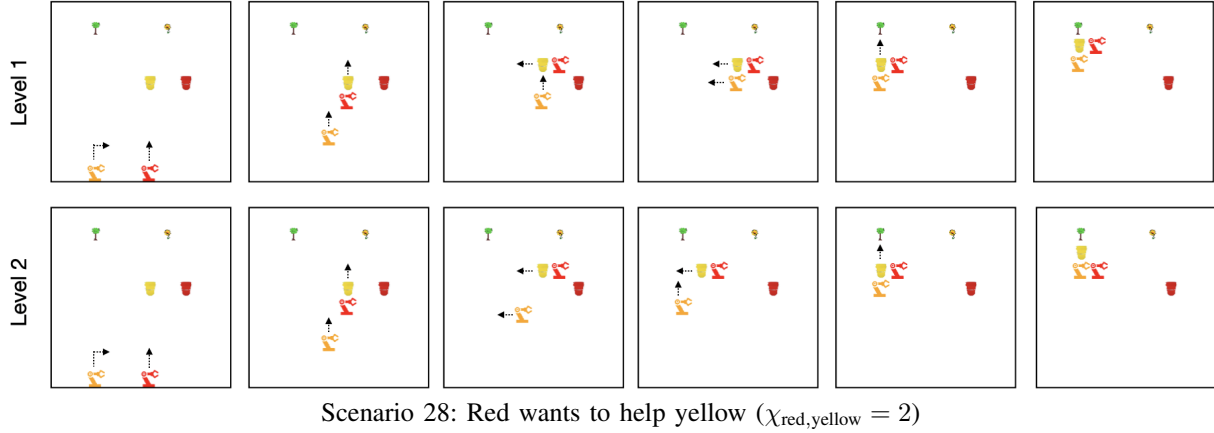 Level 1
Level 2
Scenario 28: Red wants to help yellow (χred,yellow = 2)